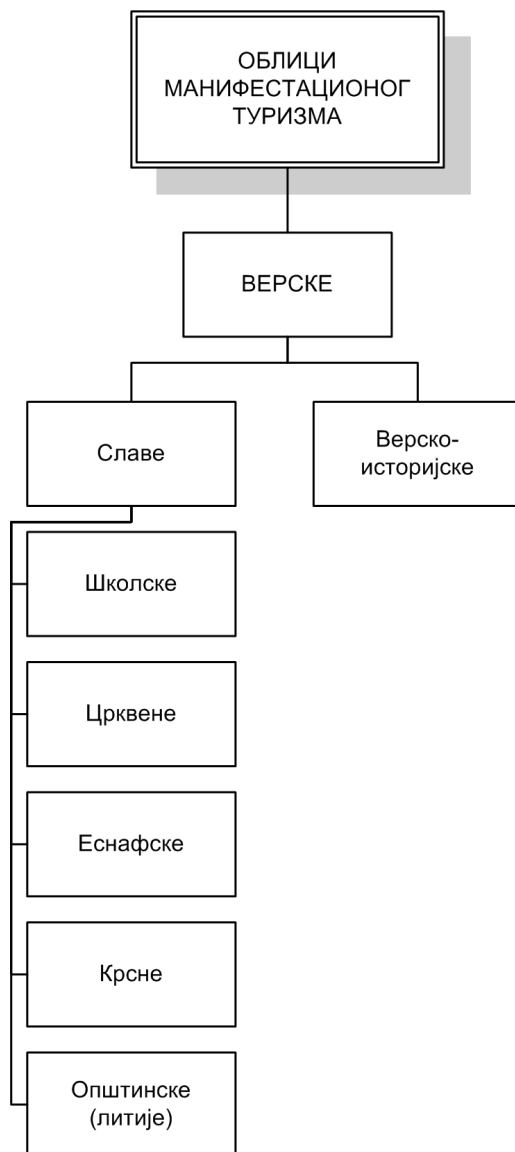 ОБЛИЦИ
МАНИФЕСТАЦИОНОГ
ТУРИЗМА
ВЕРСКЕ
Славе
Верско-
историјске
Школске
Црквене
Еснафске
Крсне
Општинске
(литије)